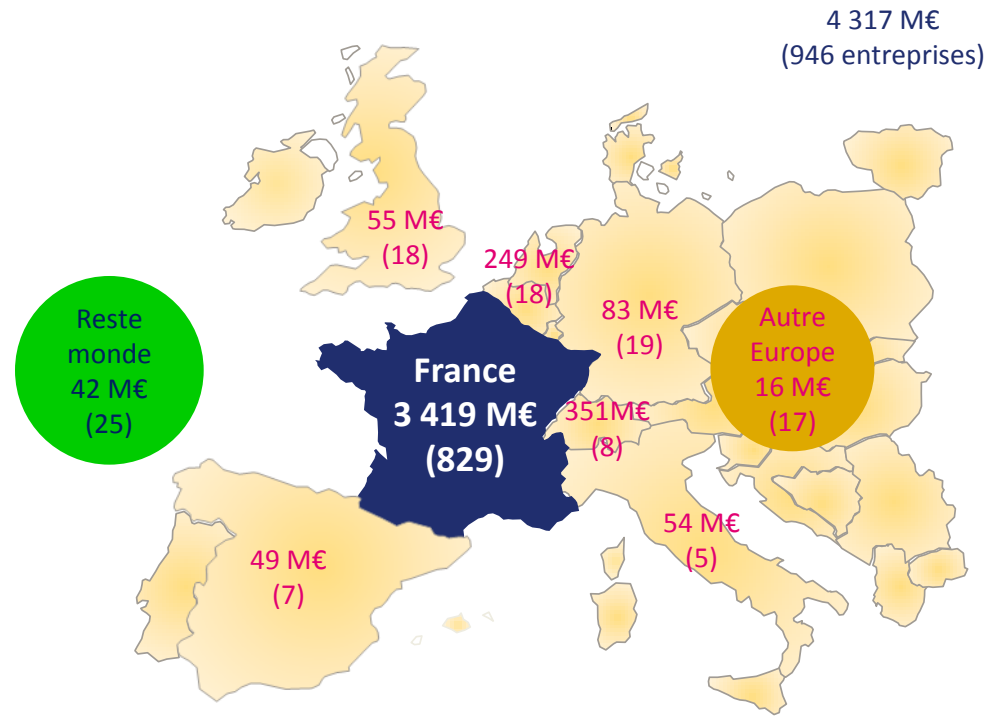 4 317 M€
(946 entreprises)
55 M€
(18)
249 M€
(18)
83 M€
(19)
Reste
monde
42 M€
(25)
France
3 419 M€
(829)
Autre
Europe
16 M€
(17)
351M€
(8)
54 M€
(5)
49 M€
(7)